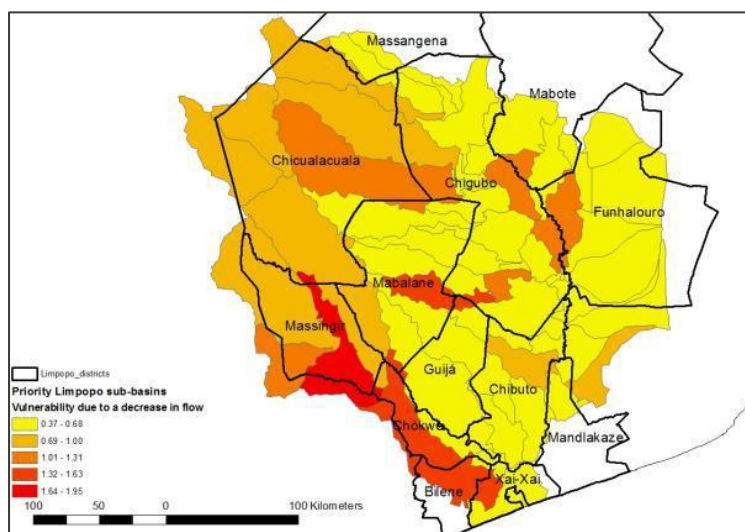 Massangena
Mabote
Chicualacuala
Chigubo
Funhalouro
Mabalane
Massingir
Guijá
Chibuto
Chokwe
Mandlakaze
Xai-Xai
Bilene
Limpopo_districts
Priority Limpopo sub-basins
Vulnerability due to a decrease in flow
0.37 - 0.68
0.69 - 1.00
1.01 - 1.31
1.32 - 1.63
1.64 - 1.95
100 50 0 100 Kilometers